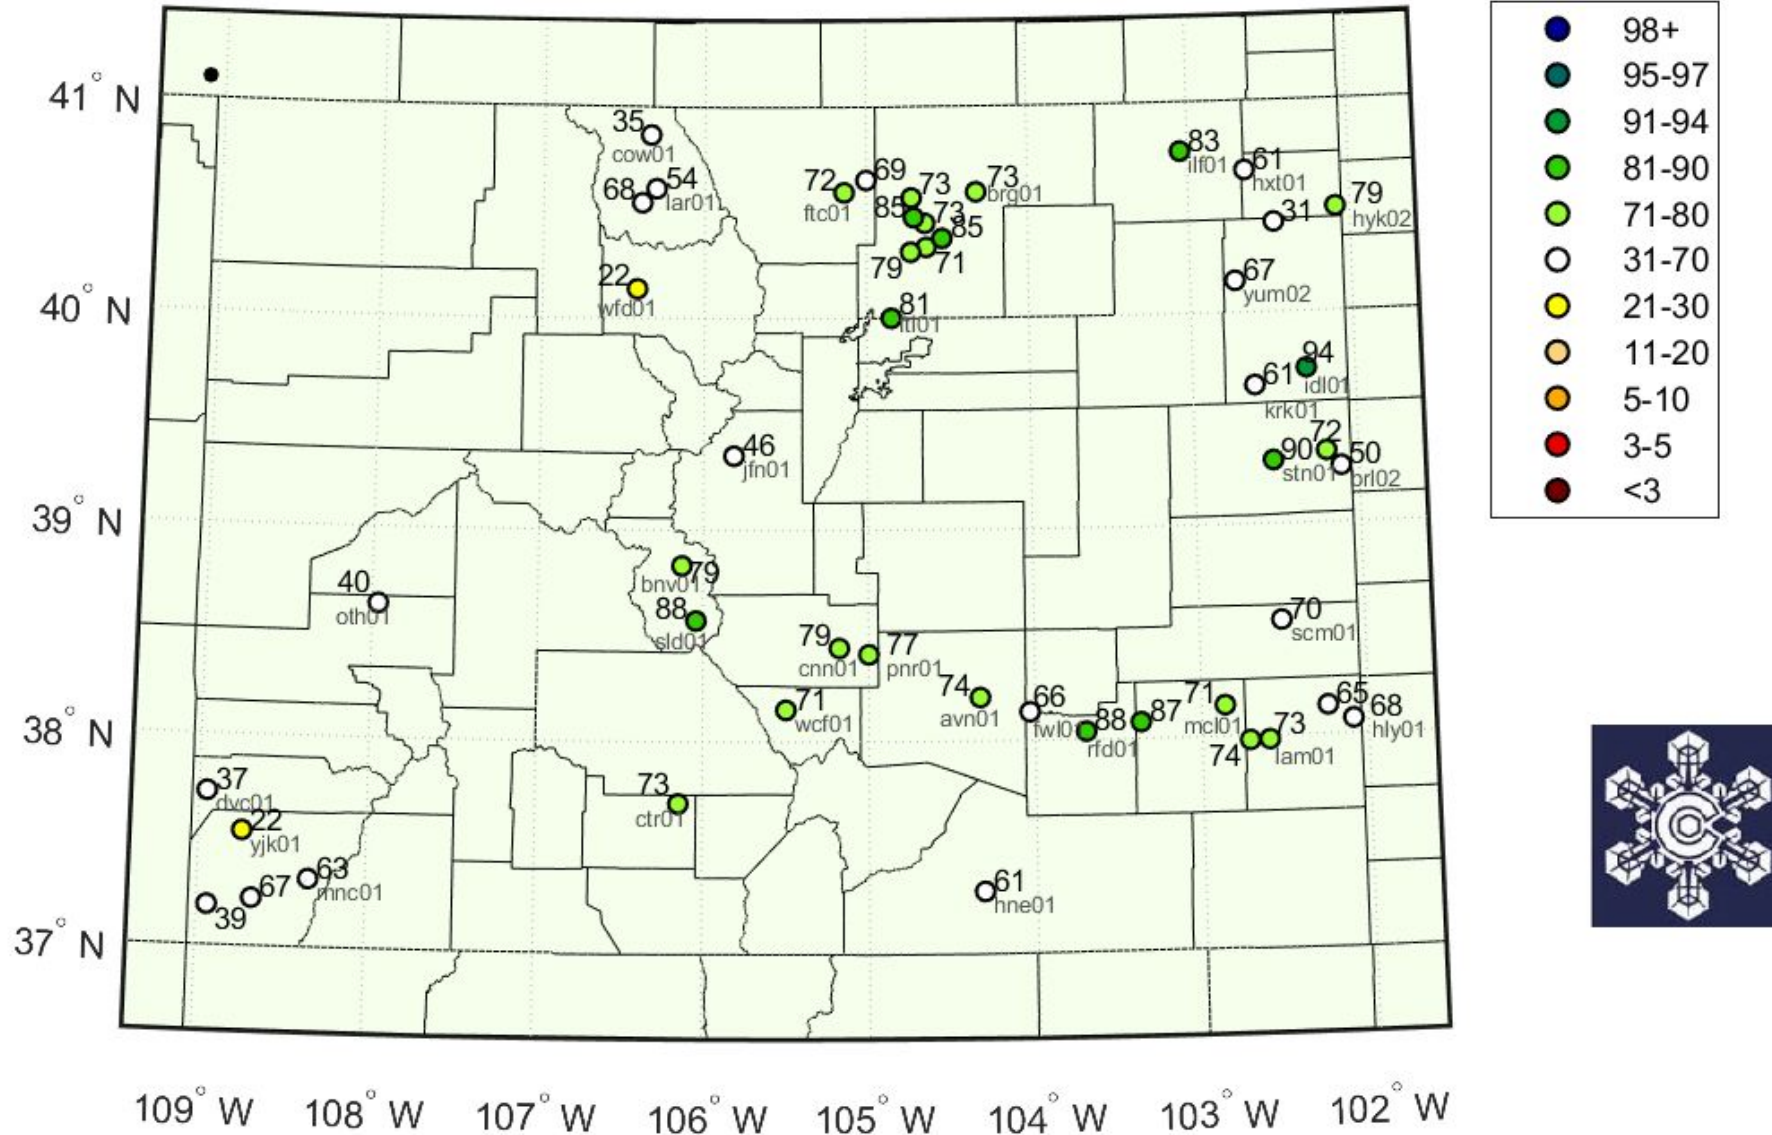 98+
95-97
91-94
81-90
71-80
31-70
21-30
11-20
5-10
3-5
<3
41° N
40° N
39° N
38° N
37° N
35
cow01
68
54
lar01
22
wfd01
72
ftc01
69
73
85
73
85
79
71
73
brg01
81
ltl01
83
ilf01
61
hxt01
79
hyk02
31
67
yum02
94
idl01
61
krk01
72
90
stn01
50
brl02
46
jfn01
40
oth01
79
bnv01
88
sld01
79
cnn01
77
pnr01
71
wcf01
74
avn01
66
fwl01
88
rfd01
87
70
scm01
71
mcl01
65
68
hly01
74
73
lam01
37
dvc01
22
yjk01
63
mnc01
67
39
73
ctr01
61
hne01
109° W
108° W
107° W
106° W
105° W
104° W
103° W
102° W